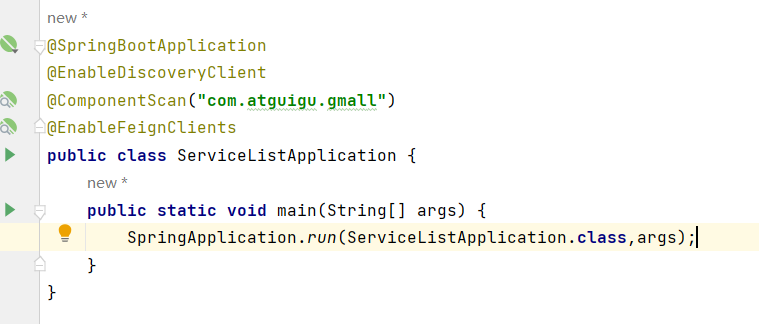 new *
@SpringBootApplication
@EnableDiscoveryClient
@ComponentScan("com.atguigu.gmall")
@EnableFeignClients
public class ServiceListApplication {
new *
public static void main(String[] args) {
SpringApplication.run(ServiceListApplication.class,args);
}
}